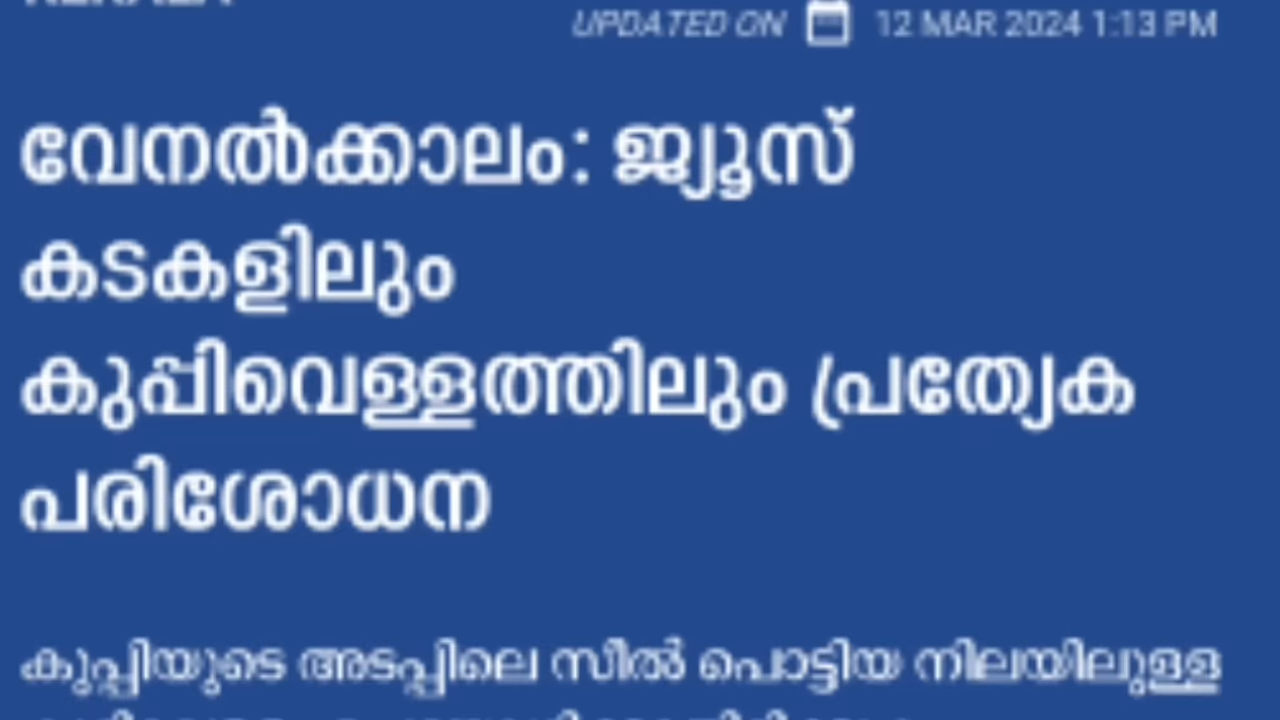 UPDATED ON 12 MAR 2024 1:13 PM
വേനൽക്കാലം: ജ്യൂസ്
കടകളിലും
കുപ്പിവെള്ളത്തിലും പ്രത്യേക
പരിശോധന
കുപ്പിയുടെ അടപ്പിലെ സീൽ പൊട്ടിയ നിലയിലുള്ള